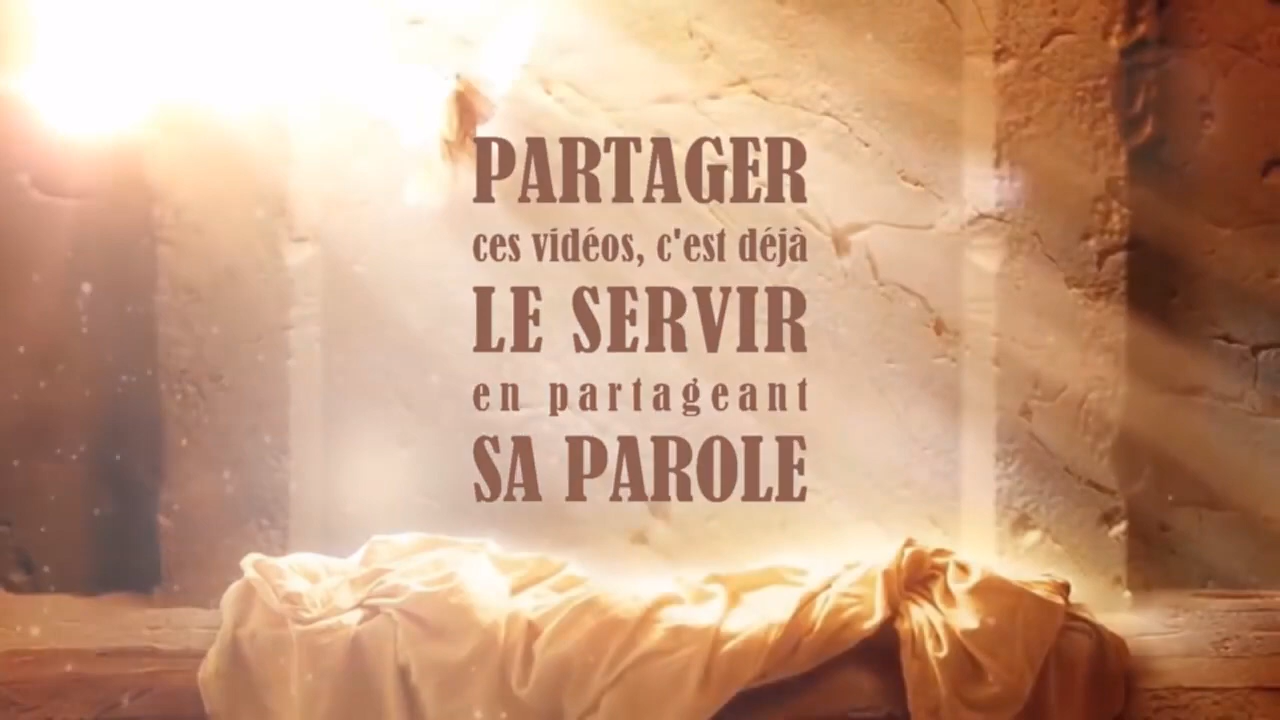 PARTAGER
ces vidéos, c'est déjà
LE SERVIR
en partageant
SA PAROLE